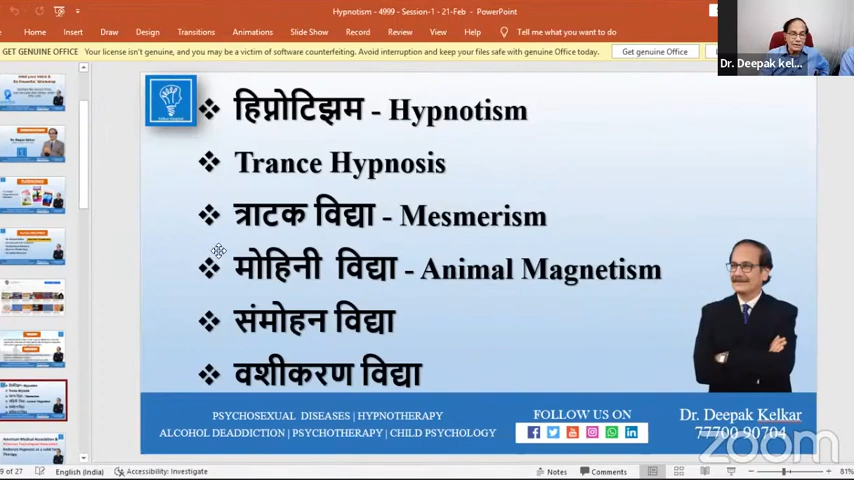 Hypnotism - 4999 - Session-1 - 21-Feb - PowerPoint
Home Insert Draw Design Transitions Animations Slide Show Record Review View Help Tell me what you want to do
GET GENUINE OFFICE Your license isn't genuine, and you may be a victim of software counterfeiting. Avoid interruption and keep your files safe with genuine Office today. Get genuine Office
Dr. Deepak kel...
हिप्नोटिझम - Hypnotism
Trance Hypnosis
त्राटक विद्या - Mesmerism
मोहिनी विद्या - Animal Magnetism
संमोहन विद्या
वशीकरण विद्या
PSYCHOSEXUAL DISEASES | HYPNOTHERAPY
ALCOHOL DEADDICTION | PSYCHOTHERAPY | CHILD PSYCHOLOGY
FOLLOW US ON
Dr. Deepak Kelkar
77700 90704
zoom
9 of 27 English (India) Accessibility: Investigate Notes Comments 81%